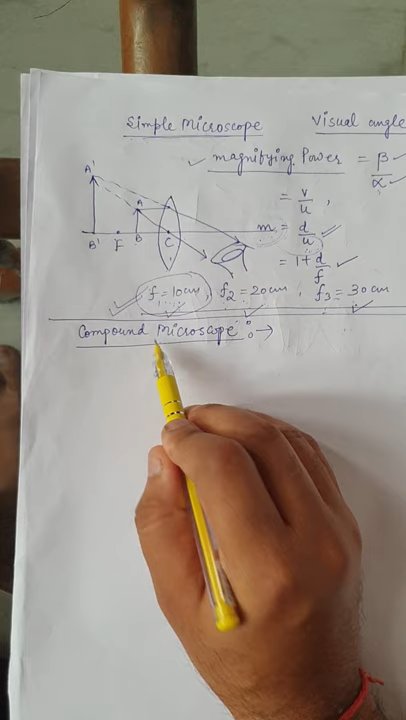 Simple Microscope Visual angle
magnifying Power = β
α
= v
u ,
m = d
u
= 1 + d
f
A'
A
B' F B C
f = 10 cm , f2 = 20 cm , f3 = 30 cm
Compound Microscope :→